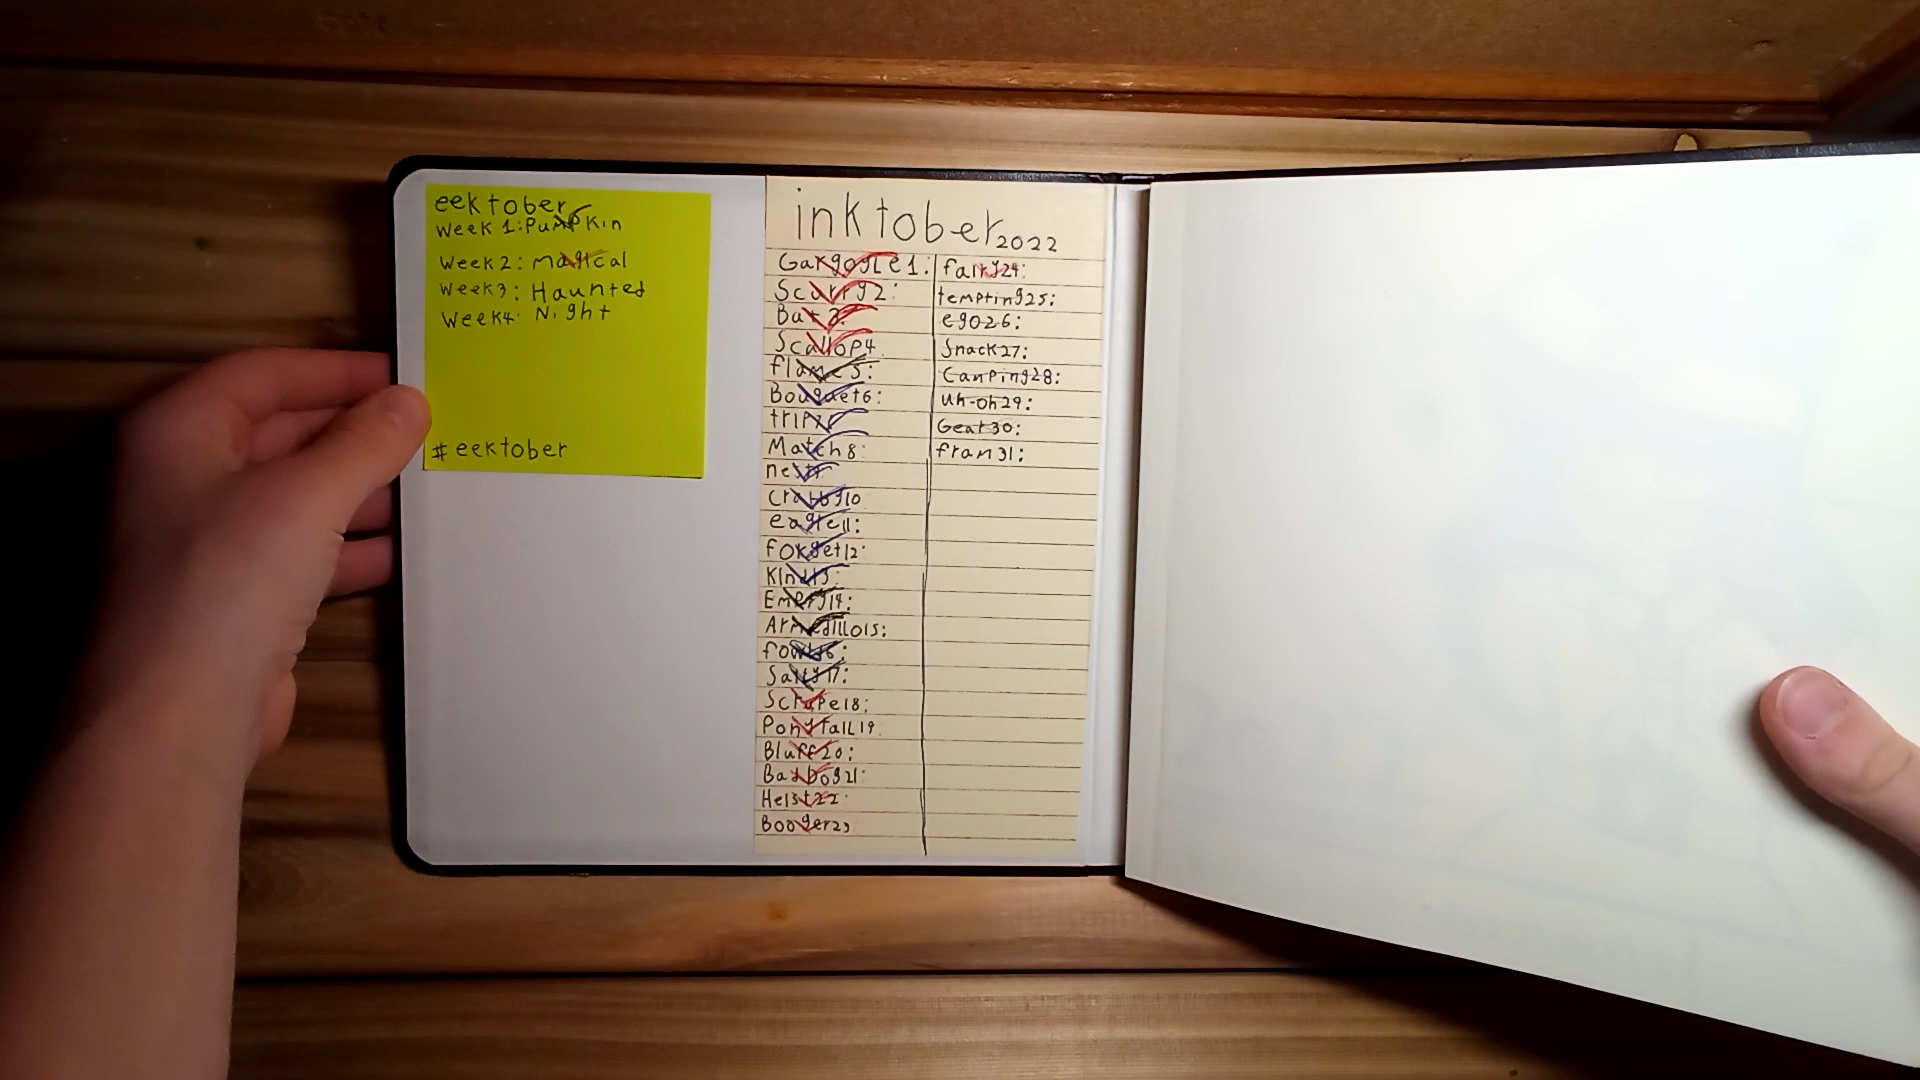 eektober
Week 1: Pumpkin
Week 2: Magical
Week 3: Haunted
Week 4: Night
#eektober
inktober 2022
Gargogle 1:
Scurry 2:
Bat 3:
Scallop 4.
flame 5:
Bouquet 6:
trip 7:
Match 8:
nest 9:
Crabby 10
eagle 11:
forget 12:
Kind 13:
Empty 14:
Armedillo 15:
fowl 16:
Salty 17:
Scrape 18:
Ponytail 19.
Bluff 20:
Bad Dog 21:
Heist 22:
Booger 23
fairy 24:
tempting 25:
ego 26:
Snack 27:
Camping 28:
Uh-oh 29:
Gear 30:
fram 31: